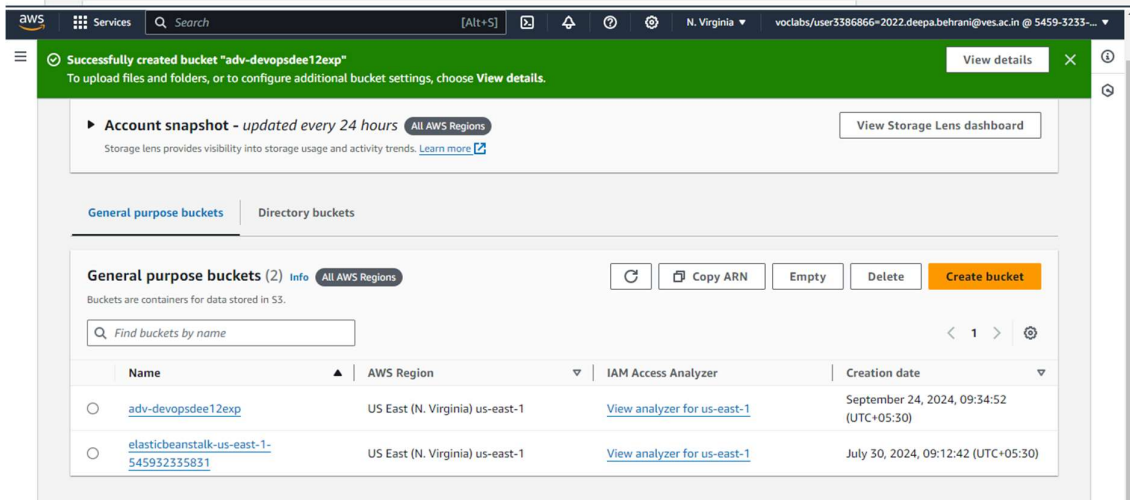 aws Services Search [Alt+S] N. Virginia ▼ voclabs/user3386866=2022.deepa.behrani@ves.ac.in @ 5459-3233-... ▼
Successfully created bucket "adv-devopsdee12exp"
To upload files and folders, or to configure additional bucket settings, choose View details.
View details
Account snapshot - updated every 24 hours All AWS Regions
View Storage Lens dashboard
Storage lens provides visibility into storage usage and activity trends. Learn more
General purpose buckets Directory buckets
General purpose buckets (2) Info All AWS Regions
Copy ARN Empty Delete Create bucket
Buckets are containers for data stored in S3.
Find buckets by name
1
Name AWS Region IAM Access Analyzer Creation date
adv-devopsdee12exp US East (N. Virginia) us-east-1 View analyzer for us-east-1 September 24, 2024, 09:34:52
(UTC+05:30)
elasticbeanstalk-us-east-1-
545932335831 US East (N. Virginia) us-east-1 View analyzer for us-east-1 July 30, 2024, 09:12:42 (UTC+05:30)